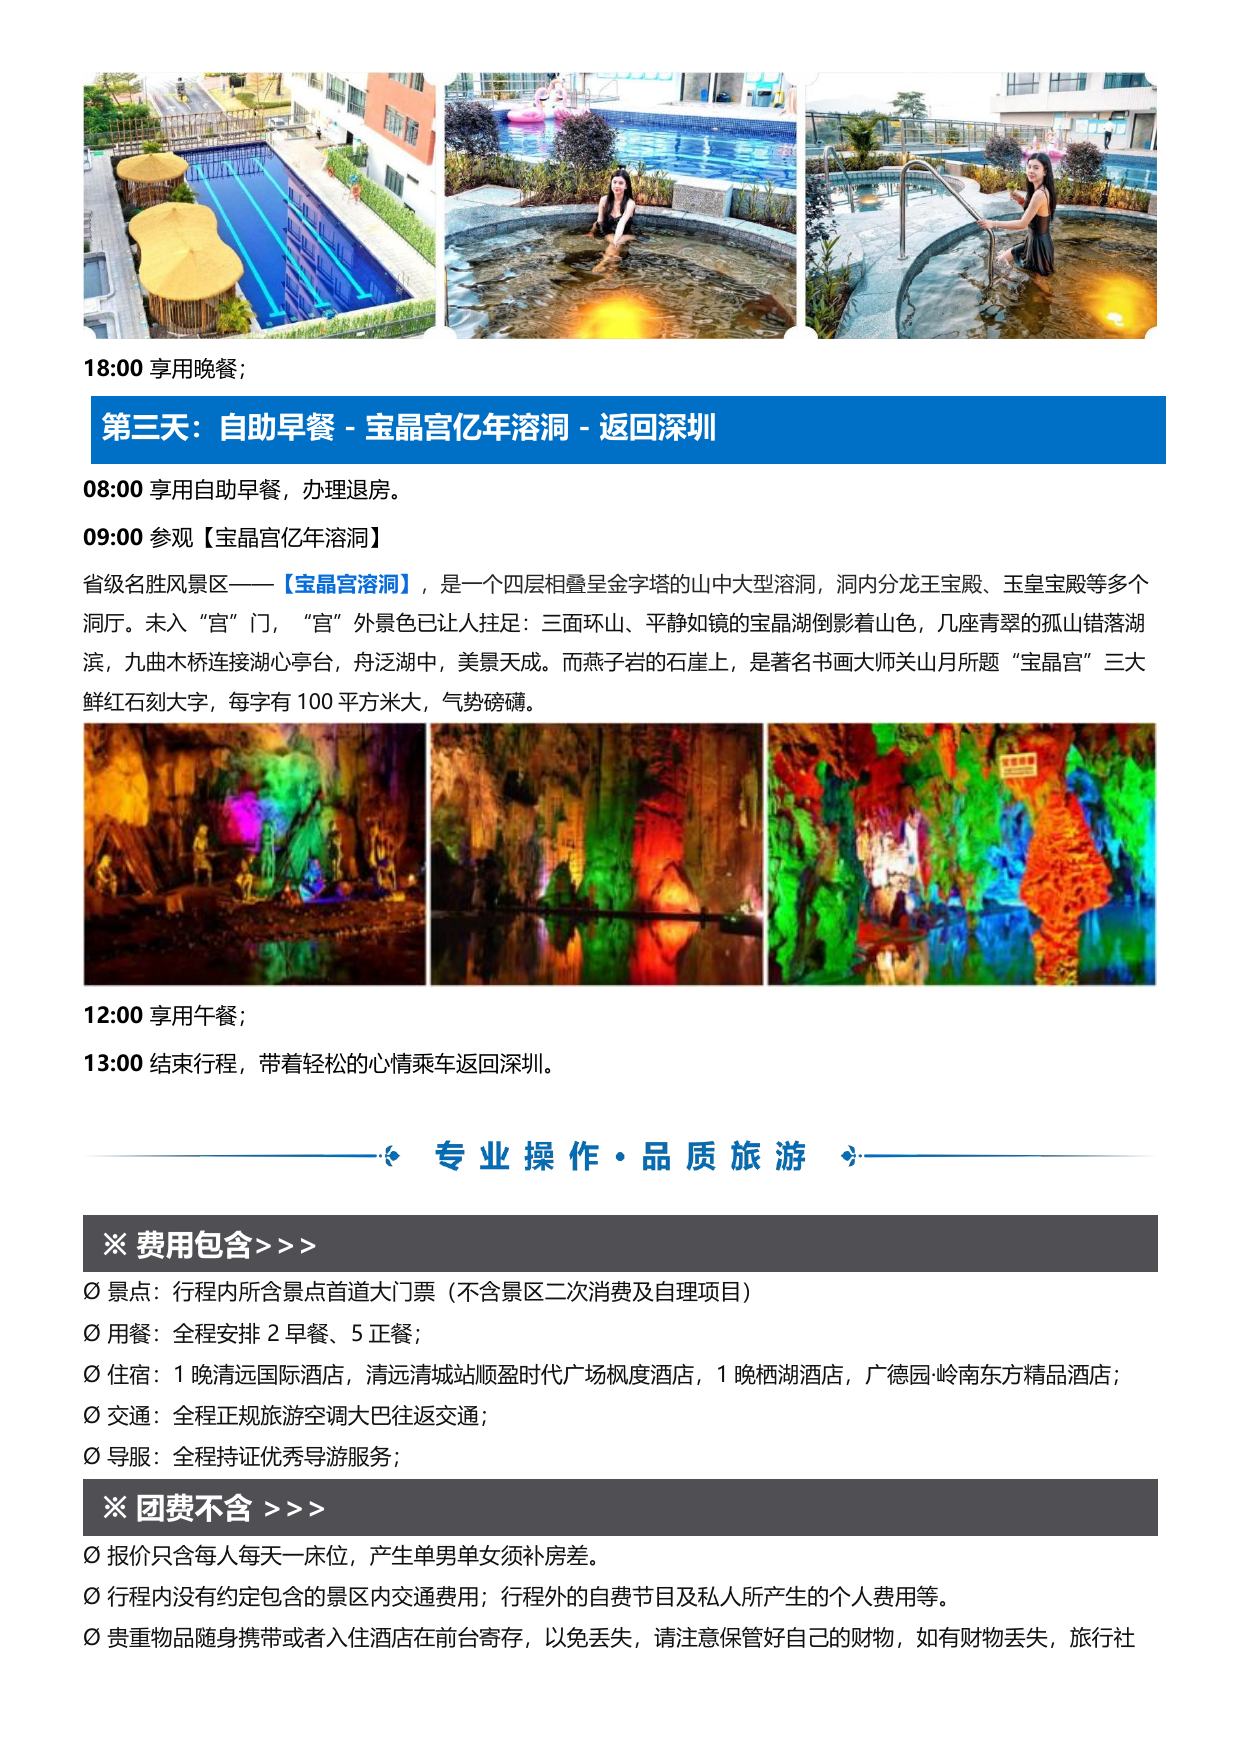 18:00 享用晚餐；
第三天：自助早餐 - 宝晶宫亿年溶洞 - 返回深圳
08:00 享用自助早餐，办理退房。
09:00 参观【宝晶宫亿年溶洞】
省级名胜风景区——【宝晶宫溶洞】，是一个四层相叠呈金字塔的山中大型溶洞，洞内分龙王宝殿、玉皇宝殿等多个
洞厅。未入“宫”门，“宫”外景色已让人拄足：三面环山、平静如镜的宝晶湖倒影着山色，几座青翠的孤山错落湖
滨，九曲木桥连接湖心亭台，舟泛湖中，美景天成。而燕子岩的石崖上，是著名书画大师关山月所题“宝晶宫”三大
鲜红石刻大字，每字有 100 平方米大，气势磅礴。
12:00 享用午餐；
13:00 结束行程，带着轻松的心情乘车返回深圳。
专业操作·品质旅游
※ 费用包含>>>
Ø 景点：行程内所含景点首道大门票（不含景区二次消费及自理项目）
Ø 用餐：全程安排 2 早餐、5 正餐；
Ø 住宿：1 晚清远国际酒店，清远清城站顺盈时代广场枫度酒店，1 晚栖湖酒店，广德园·岭南东方精品酒店；
Ø 交通：全程正规旅游空调大巴往返交通；
Ø 导服：全程持证优秀导游服务；
※ 团费不含 >>>
Ø 报价只含每人每天一床位，产生单男单女须补房差。
Ø 行程内没有约定包含的景区内交通费用；行程外的自费节目及私人所产生的个人费用等。
Ø 贵重物品随身携带或者入住酒店在前台寄存，以免丢失，请注意保管好自己的财物，如有财物丢失，旅行社